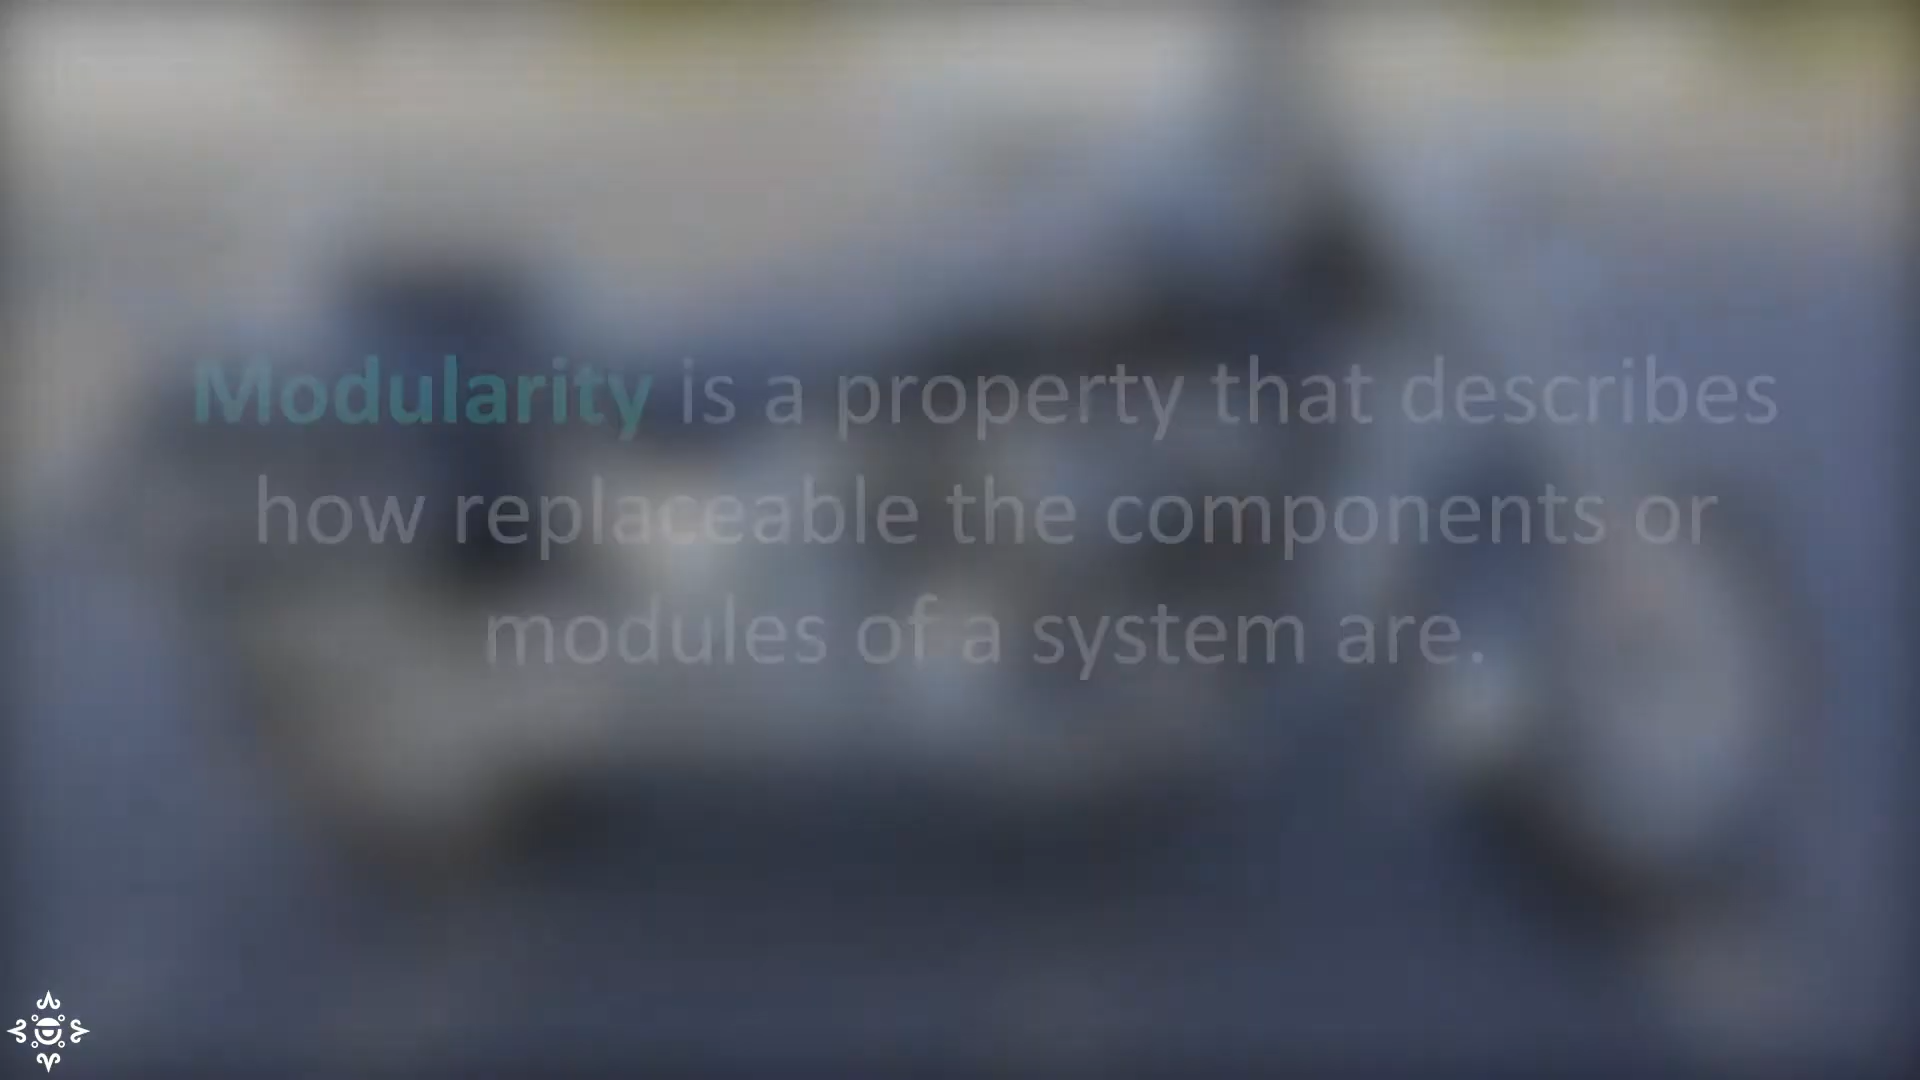 Modularity is a property that describes
how replaceable the components or
modules of a system are.